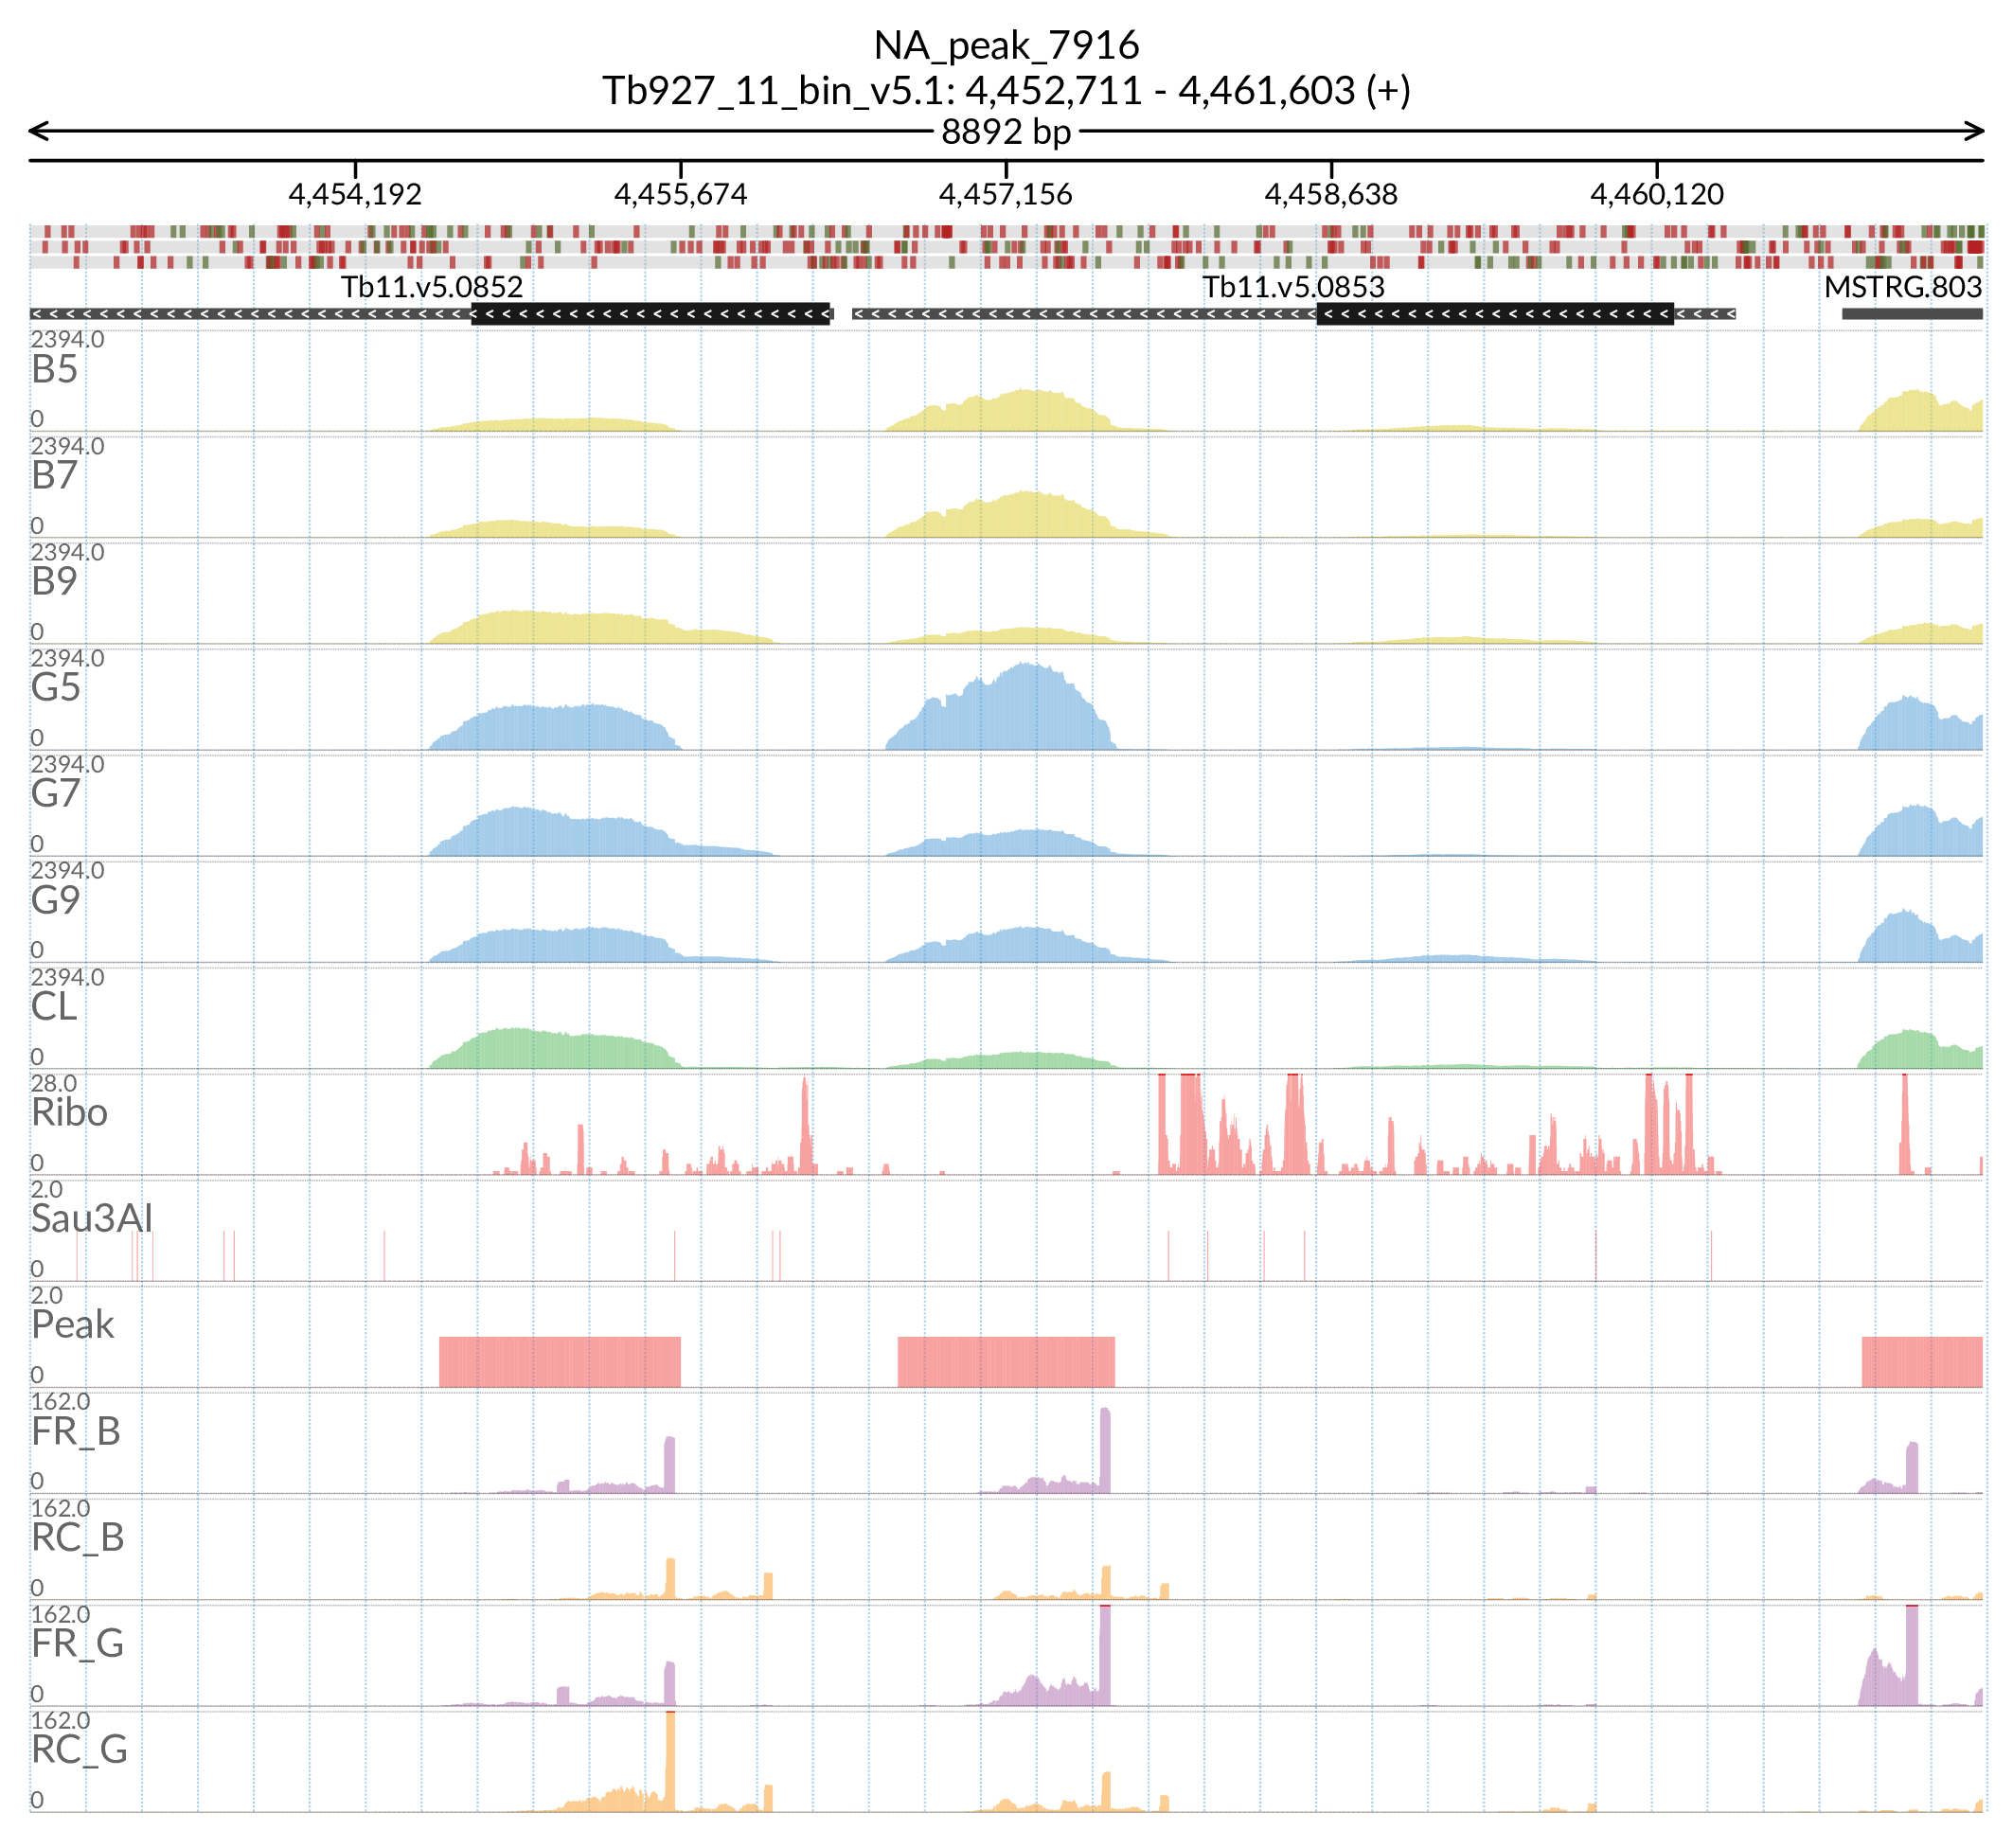 NA_peak_7916
Tb927_11_bin_v5.1: 4,452,711 - 4,461,603 (+)
8892 bp
4,454,192 4,455,674 4,457,156 4,458,638 4,460,120
Tb11.v5.0852 Tb11.v5.0853 MSTRG.803
2394.0
B5
0
2394.0
B7
0
2394.0
B9
0
2394.0
G5
0
2394.0
G7
0
2394.0
G9
0
2394.0
CL
0
28.0
Ribo
0
2.0
Sau3AI
0
2.0
Peak
0
162.0
FR_B
0
162.0
RC_B
0
162.0
FR_G
0
162.0
RC_G
0